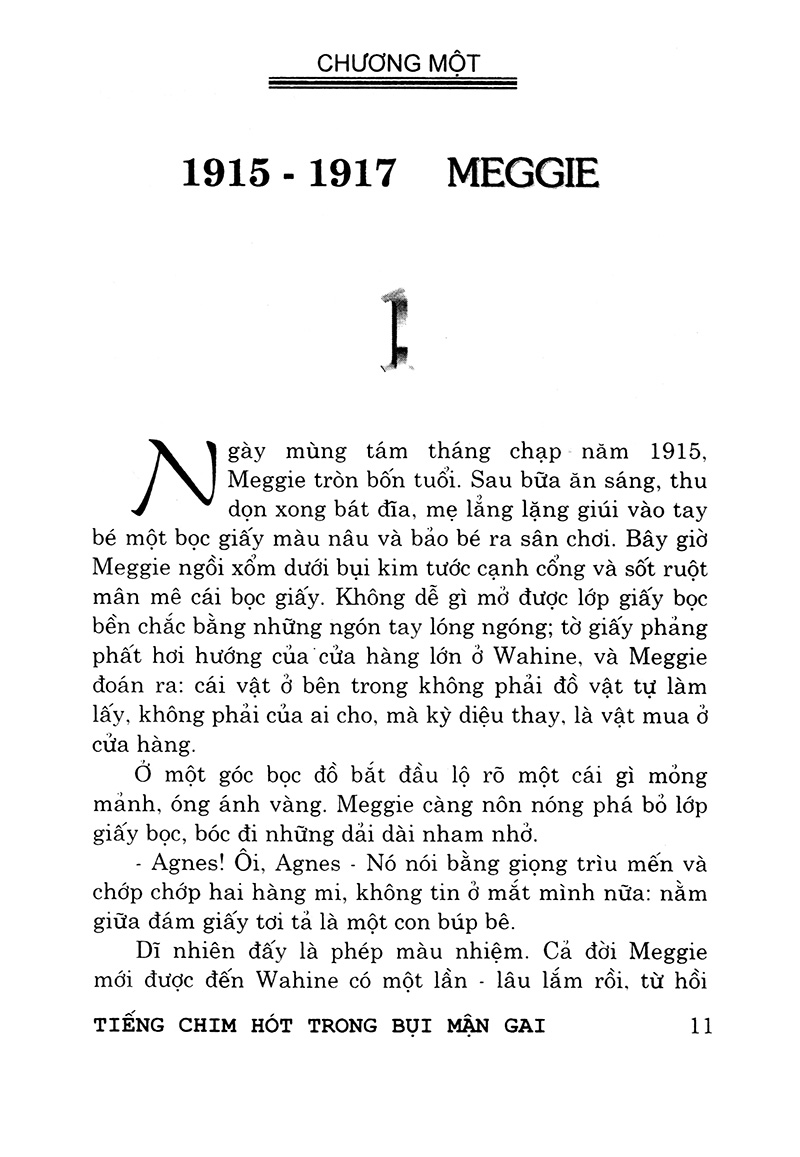 CHƯƠNG MỘT
1915 - 1917 MEGGIE
1
Ngày mùng tám tháng chạp năm 1915,
Meggie tròn bốn tuổi. Sau bữa ăn sáng, thu
dọn xong bát đĩa, mẹ lẳng lặng giúi vào tay
bé một bọc giấy màu nâu và bảo bé ra sân chơi. Bây giờ
Meggie ngồi xổm dưới bụi kim tước cạnh cổng và sốt ruột
mân mê cái bọc giấy. Không dễ gì mở được lớp giấy bọc
bền chắc bằng những ngón tay lóng ngóng; tờ giấy phảng
phất hơi hướng của cửa hàng lớn ở Wahine, và Meggie
đoán ra: cái vật ở bên trong không phải đồ vật tự làm
lấy, không phải của ai cho, mà kỳ diệu thay, là vật mua ở
cửa hàng.
Ở một góc bọc đồ bắt đầu lộ rõ một cái gì mỏng
mảnh, óng ánh vàng. Meggie càng nôn nóng phá bỏ lớp
giấy bọc, bóc đi những dải dài nham nhở.
- Agnes! Ôi, Agnes - Nó nói bằng giọng trìu mến và
chớp chớp hai hàng mi, không tin ở mắt mình nữa: nằm
giữa đám giấy tơi tả là một con búp bê.
Dĩ nhiên đấy là phép màu nhiệm. Cả đời Meggie
mới được đến Wahine có một lần - lâu lắm rồi, từ hồi
TIẾNG CHIM HÓT TRONG BỤI MẬN GAI 11